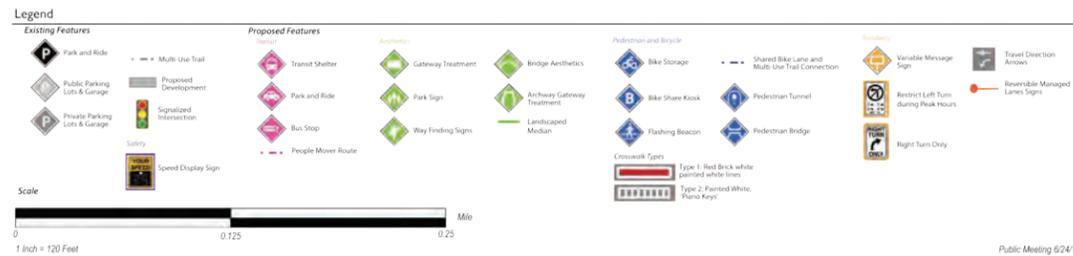 Legend
Existing Features
Park and Ride
Public Parking
Lots & Garage
Private Parking
Lots & Garage
Multi-Use Trail
Proposed
Development
Signalized
Intersection
Safety
YOUR
SPEED
Speed Display Sign
Proposed Features
Transit
Transit Shelter
Park and Ride
Bus Stop
People Mover Route
Aesthetics
Gateway Treatment
Park Sign
Way Finding Signs
Bridge Aesthetics
Archway Gateway
Treatment
Landscaped
Median
Pedestrian and Bicycle
Bike Storage
Bike Share Kiosk
Flashing Beacon
Shared Bike Lane and
Multi-Use Trail Connection
Pedestrian Tunnel
Pedestrian Bridge
Crosswalk Types
Type 1: Red Brick white
painted white lines
Type 2: Painted White,
'Piano Keys'
Roadway
Variable Message
Sign
Restrict Left Turn
during Peak Hours
RIGHT
TURN
ONLY
Right Turn Only
Travel Direction
Arrows
Reversible Managed
Lanes Signs
Scale
Mile
0
0.125
0.25
1 Inch = 120 Feet
Public Meeting 6/24/